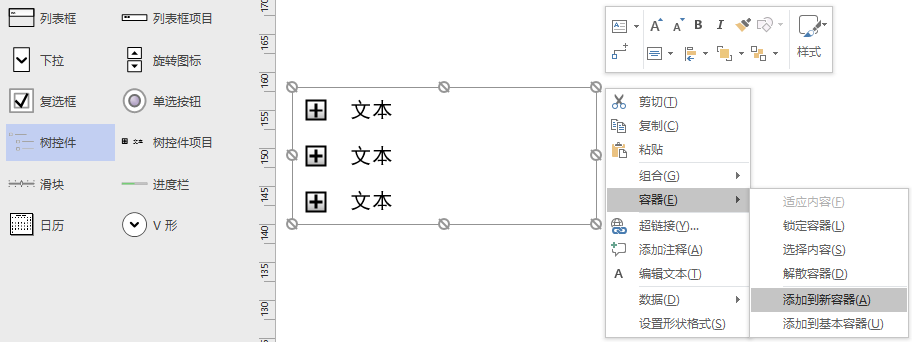 列表框
列表项目
下拉
旋转图标
复选框
单选按钮
树控件
文本
树控件项目
滑块
进度栏
日历
V 形
170
165
160
155
150
145
140
135
130
文本
文本
文本
A
A
B
I
样式
剪切(T)
复制(C)
粘贴
组合(G)
容器(E)
超链接(Y)...
添加注释(A)
A
编辑文本(T)
数据(D)
设置形状格式(S)
适应内容(F)
锁定容器(L)
选择内容(S)
解散容器(D)
添加到新容器(A)
添加到基本容器(U)